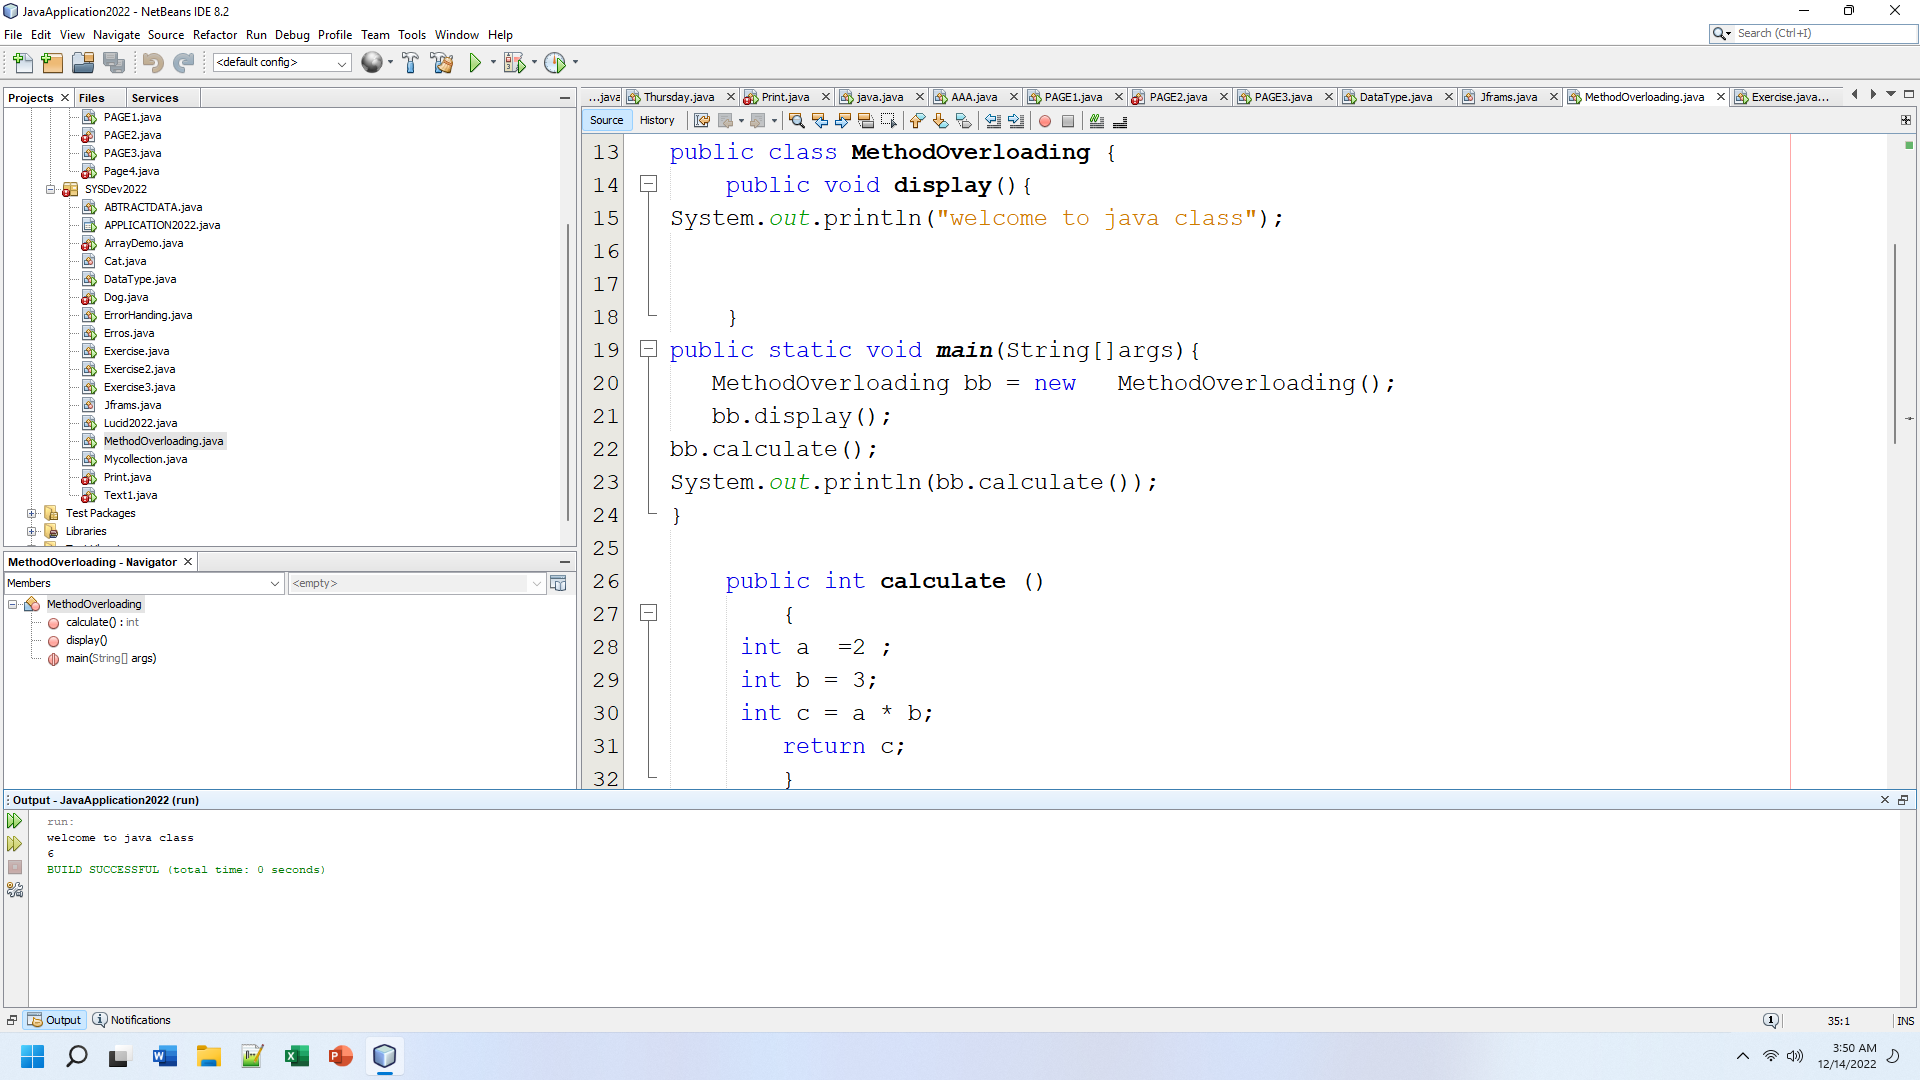 JavaApplication2022 - NetBeans IDE 8.2
File Edit View Navigate Source Refactor Run Debug Profile Team Tools Window Help
Search (Ctrl+I)
<default config>
Projects Files Services
...java Thursday.java Print.java java.java AAA.java PAGE1.java PAGE2.java PAGE3.java DataType.java Jframs.java MethodOverloading.java Exercise.java...
Source History
PAGE1.java
PAGE2.java
PAGE3.java
Page4.java
SYSDev2022
ABTRACTDATA.java
APPLICATION2022.java
ArrayDemo.java
Cat.java
DataType.java
Dog.java
ErrorHanding.java
Erros.java
Exercise.java
Exercise2.java
Exercise3.java
Jframs.java
Lucid2022.java
MethodOverloading.java
Mycollection.java
Print.java
Text1.java
Test Packages
Libraries
MethodOverloading - Navigator
Members <empty>
MethodOverloading
calculate() : int
display()
main(String[] args)
13 public class MethodOverloading {
14 public void display(){
15 System.out.println("welcome to java class");
16
17
18 }
19 public static void main(String[]args){
20 MethodOverloading bb = new   MethodOverloading();
21 bb.display();
22 bb.calculate();
23 System.out.println(bb.calculate());
24 }
25
26 public int calculate ()
27 {
28 int a  =2 ;
29 int b = 3;
30 int c = a * b;
31 return c;
32 }
Output - JavaApplication2022 (run)
run:
welcome to java class
6
BUILD SUCCESSFUL (total time: 0 seconds)
Output Notifications
1 35:1 INS
3:50 AM
12/14/2022